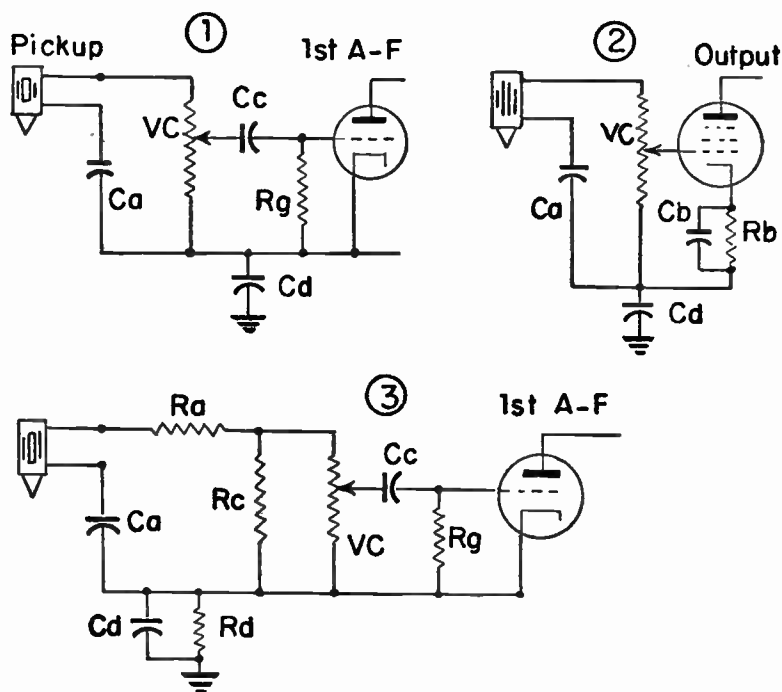 ①
Pickup
1st A-F
Cc
VC
Ca
Rg
Cd
②
Output
VC
Ca
Cb
Rb
Cd
③
Ra
1st A-F
Cc
Rc
Ca
VC
Rg
Cd
Rd